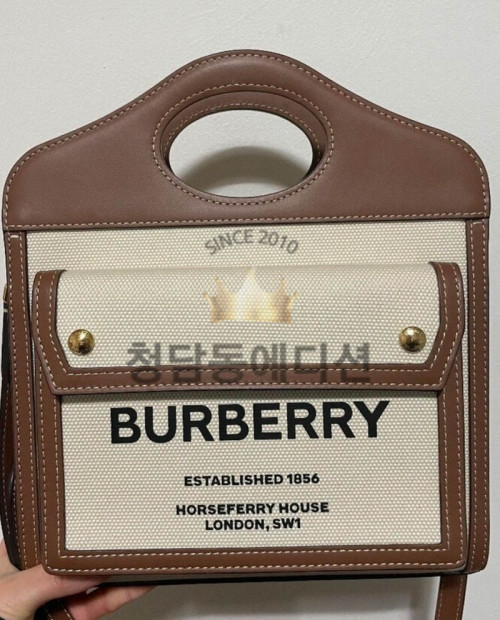 SINCE 2010
청담동에디션
BURBERRY
ESTABLISHED 1856
HORSEFERRY HOUSE
LONDON, SW1